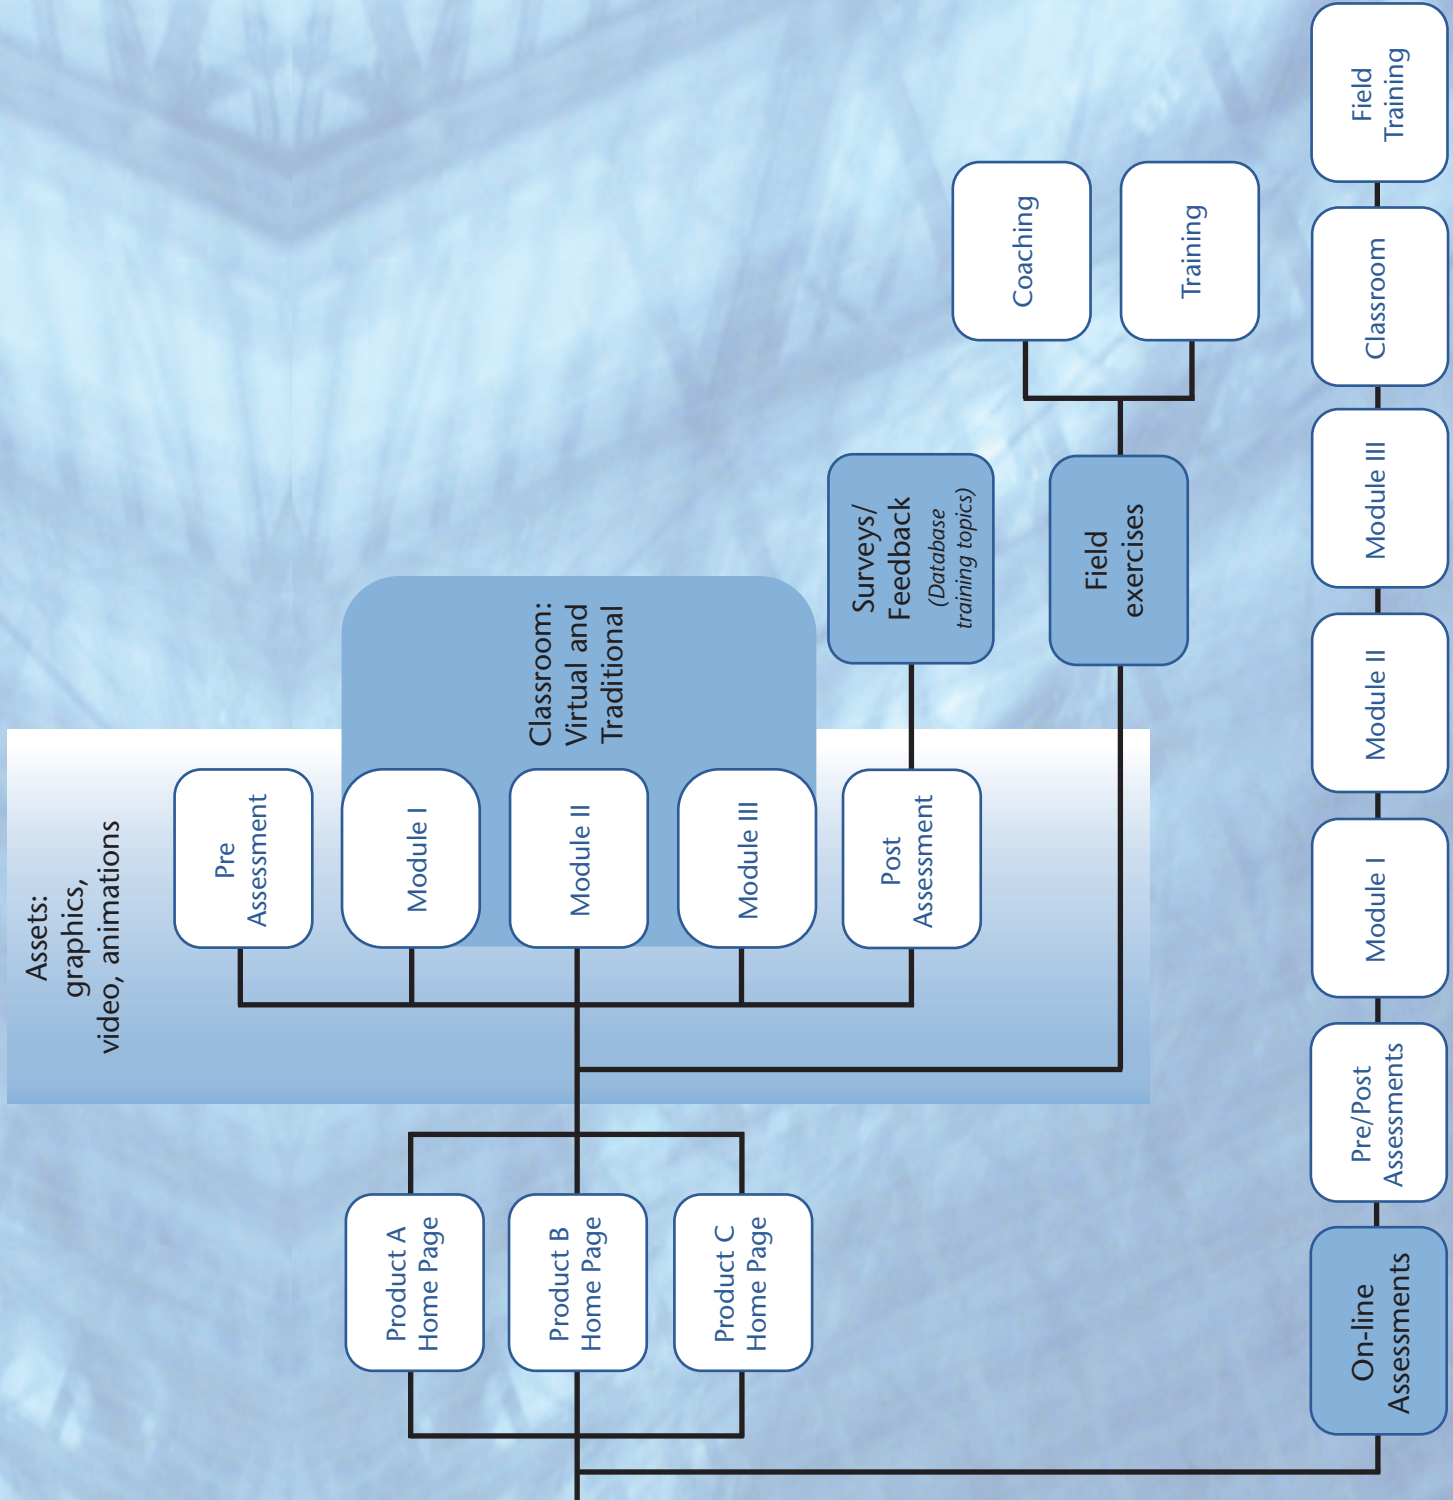 Assets:
graphics,
video, animations
Pre
Assessment
Module I
Module II
Module III
Post
Assessment
Classroom:
Virtual and
Traditional
Surveys/
Feedback
(Database
training topics)
Field
exercises
Coaching
Training
Product A
Home Page
Product B
Home Page
Product C
Home Page
On-line
Assessments
Pre/Post
Assessments
Module I
Module II
Module III
Classroom
Field
Training